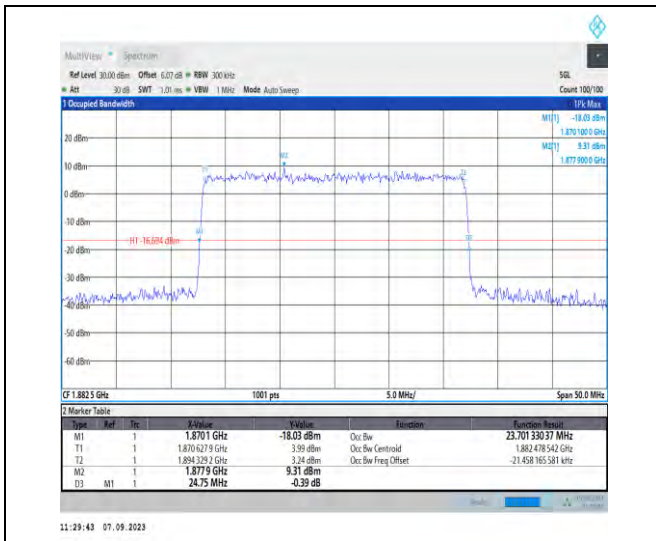 MultiView Spectrum
Ref Level 30.00 dBm Offset 6.07 dB RBW 300 kHz SGL
Att 30 dB SWT 1.01 ms VBW 1 MHz Mode Auto Sweep Count 100/100
1 Occupied Bandwidth 1Pk Max
M1[1] -18.03 dBm
1.870 100 0 GHz
M2[1] 9.31 dBm
1.877 900 0 GHz
20 dBm
10 dBm
M2
T1
T2
0 dBm
-10 dBm
M1
D3
H1 -16.694 dBm
-20 dBm
-30 dBm
-40 dBm
-50 dBm
-60 dBm
CF 1.882 5 GHz 1001 pts 5.0 MHz/ Span 50.0 MHz
2 Marker Table
Type Ref Trc X-Value Y-Value Function Function Result
M1 1 1.8701 GHz -18.03 dBm Occ Bw 23.701 330 37 MHz
T1 1 1.870 627 9 GHz 3.99 dBm Occ Bw Centroid 1.882 478 542 GHz
T2 1 1.894 329 2 GHz 3.24 dBm Occ Bw Freq Offset -21.458 165 581 kHz
M2 1 1.8779 GHz 9.31 dBm
D3 M1 1 24.75 MHz -0.39 dB
11:29:43 07.09.2023